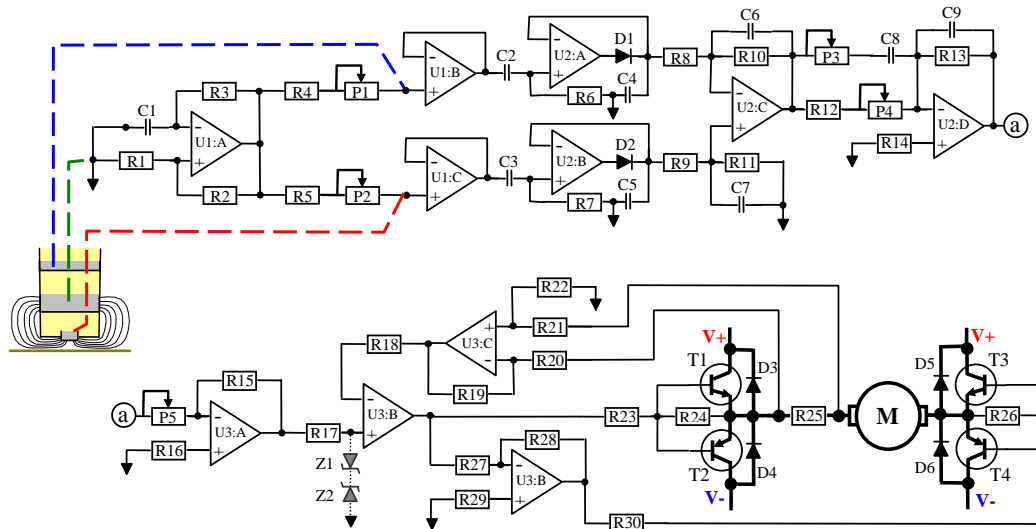 C6
C9
D1
U1:B
C2
U2:A
R8
R10
P3
C8
R13
C4
R3
R4
P1
R6
C1
U2:C
R12
P4
U1:A
U2:D
a
D2
R14
R1
U1:C
C3
U2:B
R9
R11
R2
R5
P2
C5
R7
C7
R22
R21
V+
V+
R18
U3:C
R20
T1
D3
D5
T3
R15
R19
a
P5
U3:B
R23
R24
R25
M
R26
R17
U3:A
R28
R16
Z1
R27
T2
D4
D6
T4
Z2
U3:B
R29
V-
V-
R30
+
−
+
−
+
−
+
−
+
−
+
−
+
−
+
−
+
−
+
−
+
−
+
−